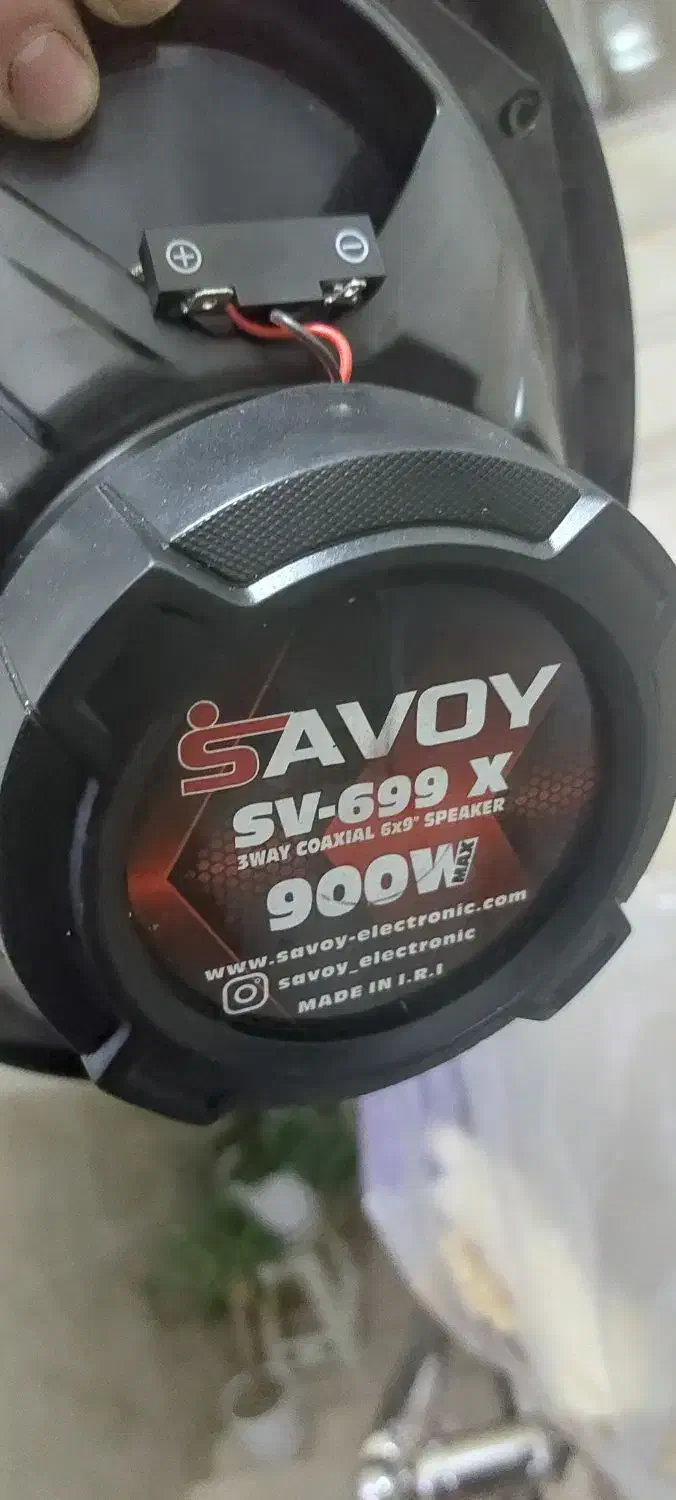 + -
SAVOY
SV-699 X
3WAY COAXIAL 6x9" SPEAKER
900W MAX
www.savoy-electronic.com
savoy_electronic
MADE IN I.R.I